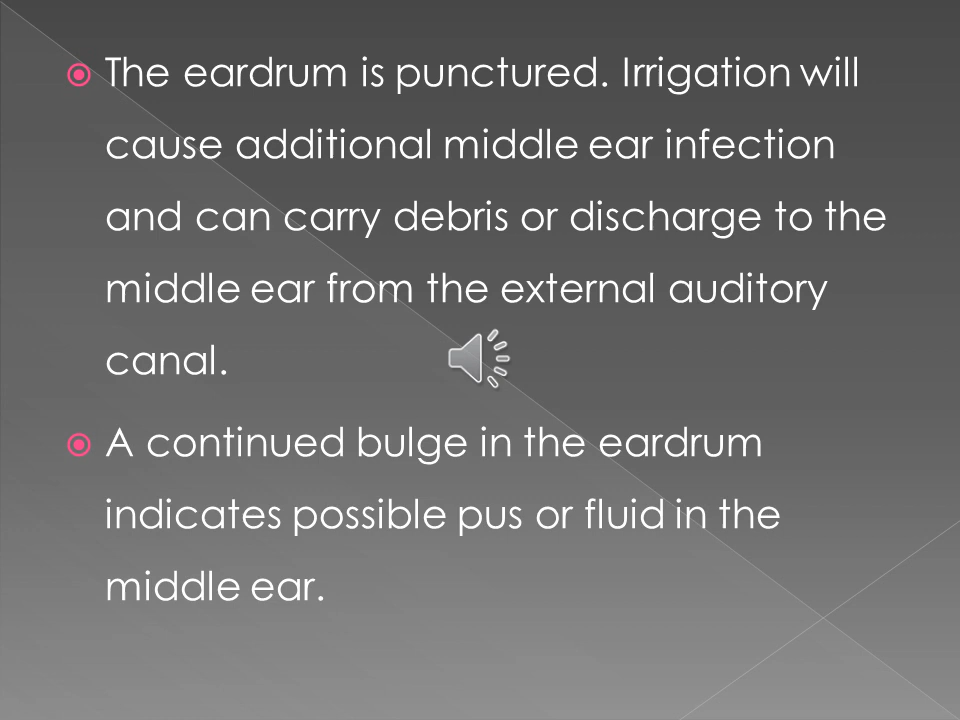 The eardrum is punctured. Irrigation will
cause additional middle ear infection
and can carry debris or discharge to the
middle ear from the external auditory
canal.
A continued bulge in the eardrum
indicates possible pus or fluid in the
middle ear.